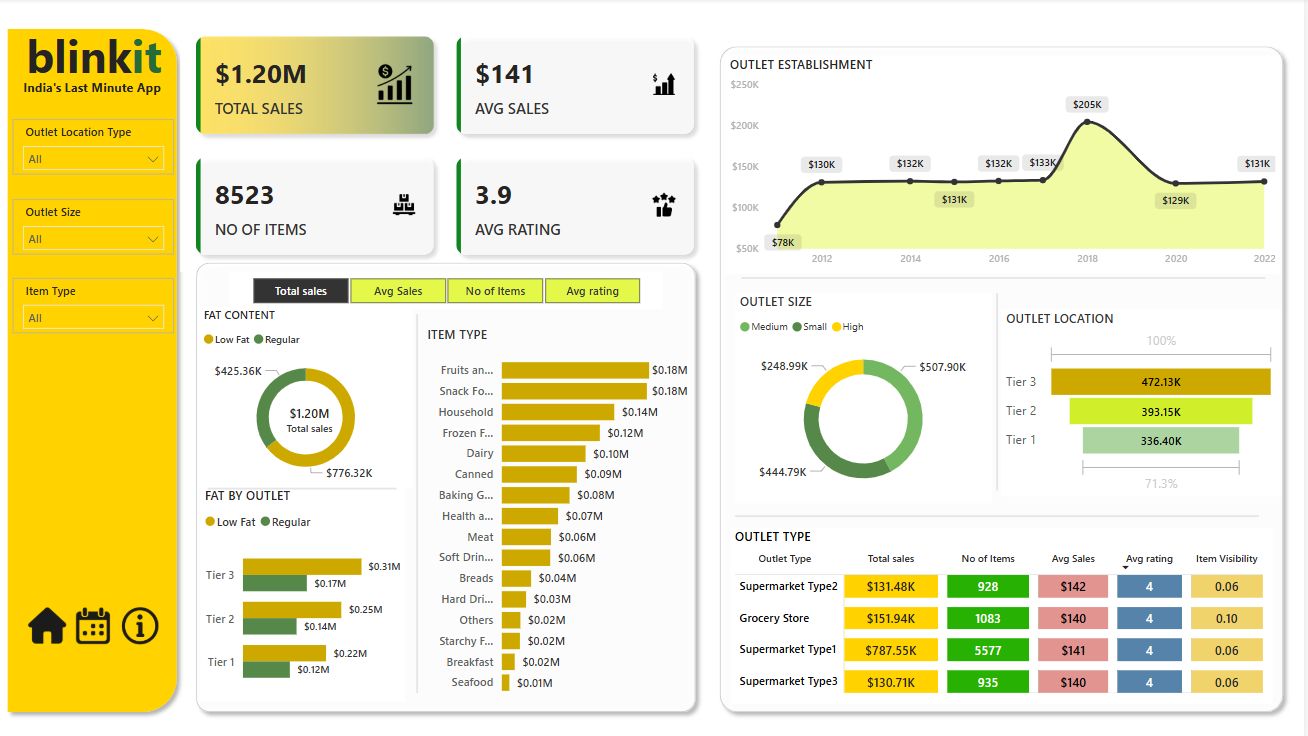 blinkit
India's Last Minute App
Outlet Location Type
All
Outlet Size
All
Item Type
All
$1.20M
TOTAL SALES
$141
AVG SALES
8523
NO OF ITEMS
3.9
AVG RATING
Total sales Avg Sales No of Items Avg rating
FAT CONTENT
Low Fat Regular
$425.36K
$1.20M
Total sales
$776.32K
FAT BY OUTLET
Low Fat Regular
Tier 3 $0.31M
$0.17M
Tier 2 $0.25M
$0.14M
Tier 1 $0.22M
$0.12M
ITEM TYPE
Fruits an... $0.18M
Snack Fo... $0.18M
Household $0.14M
Frozen F... $0.12M
Dairy $0.10M
Canned $0.09M
Baking G... $0.08M
Health a... $0.07M
Meat $0.06M
Soft Drin... $0.06M
Breads $0.04M
Hard Dri... $0.03M
Others $0.02M
Starchy F... $0.02M
Breakfast $0.02M
Seafood $0.01M
OUTLET ESTABLISHMENT
$250K
$200K
$150K
$100K
$50K
$78K
$130K
$132K
$131K
$132K
$133K
$205K
$129K
$131K
2012 2014 2016 2018 2020 2022
OUTLET SIZE
Medium Small High
$248.99K
$507.90K
$444.79K
OUTLET LOCATION
100%
Tier 3 472.13K
Tier 2 393.15K
Tier 1 336.40K
71.3%
OUTLET TYPE
Outlet Type Total sales No of Items Avg Sales Avg rating Item Visibility
Supermarket Type2 $131.48K 928 $142 4 0.06
Grocery Store $151.94K 1083 $140 4 0.10
Supermarket Type1 $787.55K 5577 $141 4 0.06
Supermarket Type3 $130.71K 935 $140 4 0.06